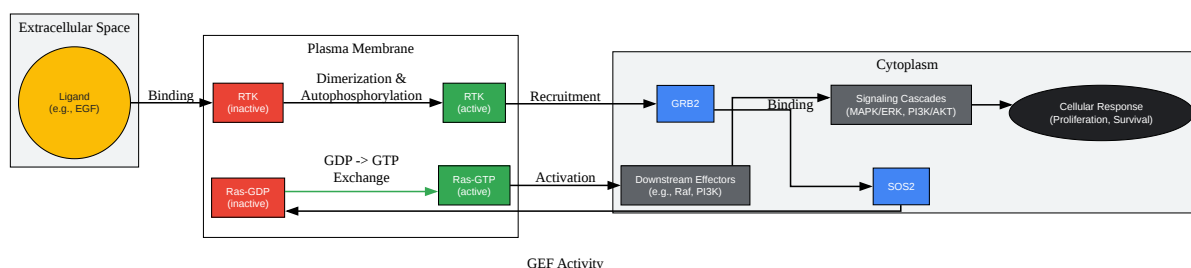 Extracellular Space
Ligand
(e.g., EGF)
Binding
Plasma Membrane
RTK
(inactive)
Dimerization &
Autophosphorylation
RTK
(active)
Recruitment
Cytoplasm
GRB2
Binding
Signaling Cascades
(MAPK/ERK, PI3K/AKT)
Cellular Response
(Proliferation, Survival)
Ras-GDP
(inactive)
GDP -> GTP
Exchange
Ras-GTP
(active)
Activation
Downstream Effectors
(e.g., Raf, PI3K)
SOS2
GEF Activity